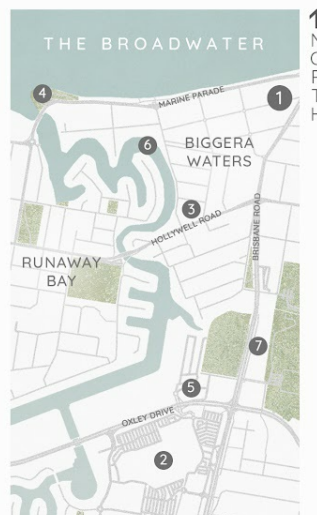 THE BROADWATER
4
MARINE PARADE
1
6
BIGGERA
WATERS
3
HOLLYWELL ROAD
BRISBANE ROAD
RUNAWAY
BAY
7
5
OXLEY DRIVE
2
1